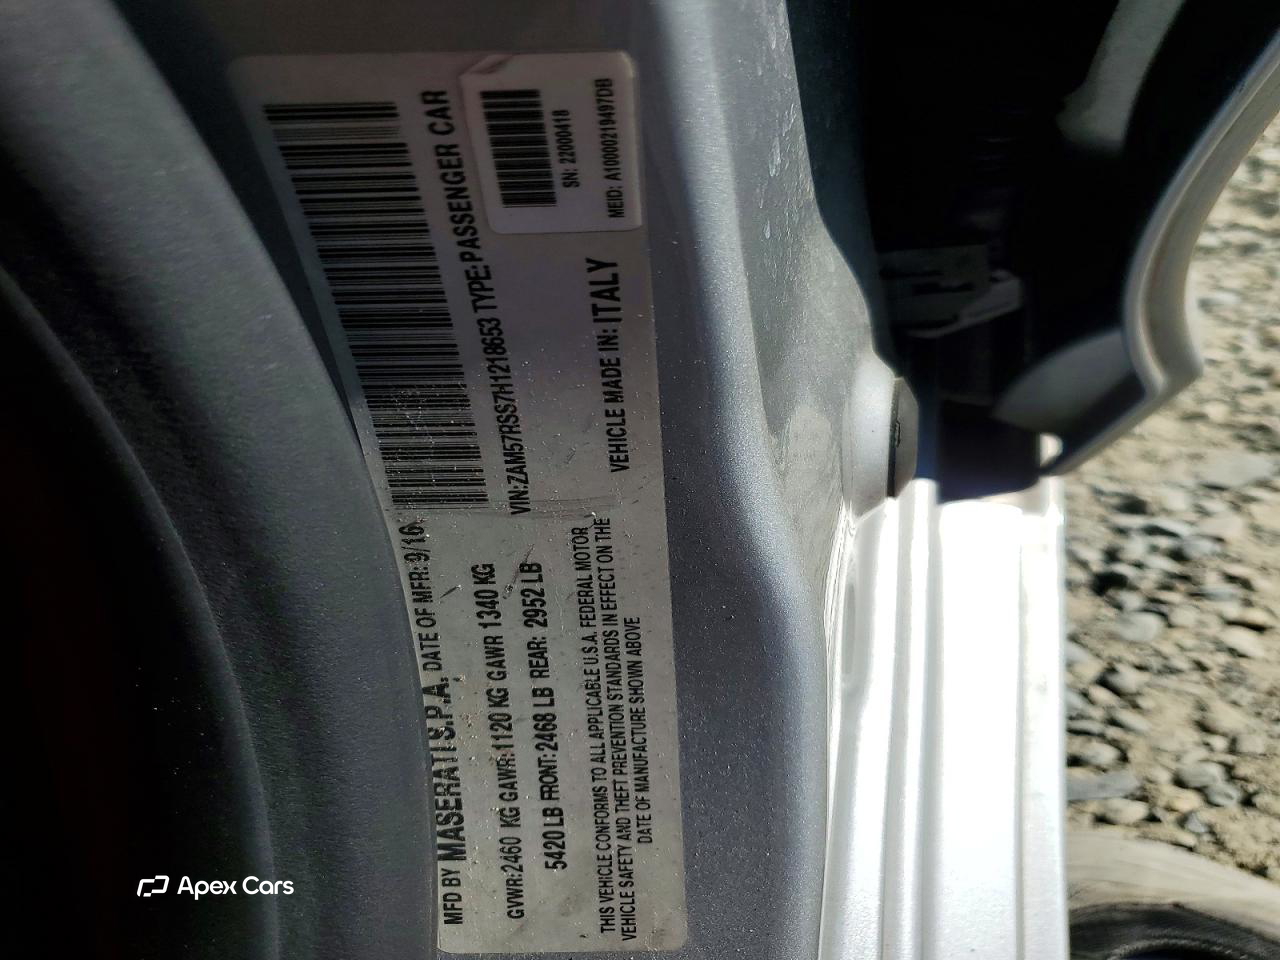 MFD BY MASERATI S.P.A. DATE OF MFR: 9/16
GVWR:2460 KG GAWR:1120 KG GAWR 1340 KG
5420 LB FRONT:2468 LB REAR: 2952 LB
THIS VEHICLE CONFORMS TO ALL APPLICABLE U.S.A. FEDERAL MOTOR
VEHICLE SAFETY AND THEFT PREVENTION STANDARDS IN EFFECT ON THE
DATE OF MANUFACTURE SHOWN ABOVE
VIN:ZAM57RSS7H1218653 TYPE:PASSENGER CAR
VEHICLE MADE IN: ITALY
SN: 22000418
MEID: A10000219497DB
Apex Cars